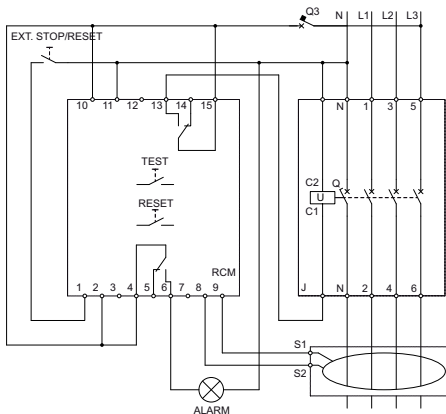 Q3 N L1 L2 L3
EXT. STOP/RESET
10 11 12 13 14 15 N 1 3 5
TEST
C2 Q
U
RESET
C1
RCM
1 2 3 4 5 6 7 8 9 J N 2 4 6
S1
S2
ALARM